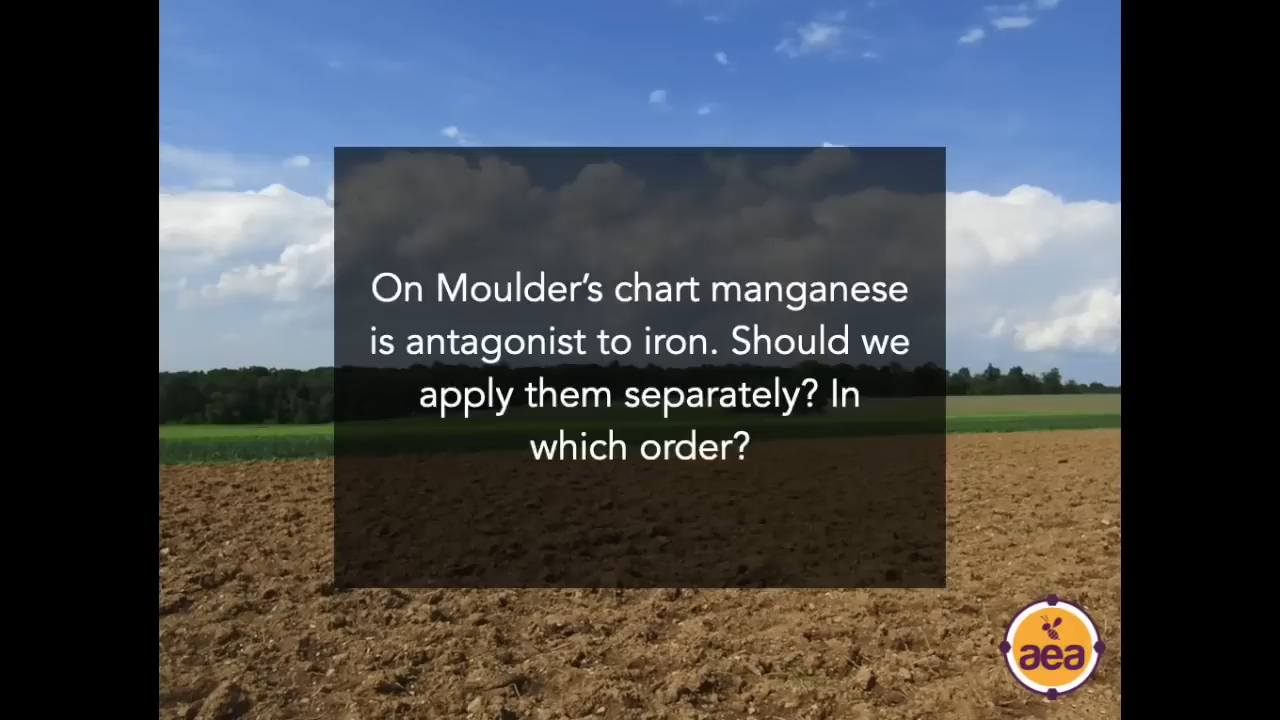 On Moulder’s chart manganese
is antagonist to iron. Should we
apply them separately? In
which order?
aea